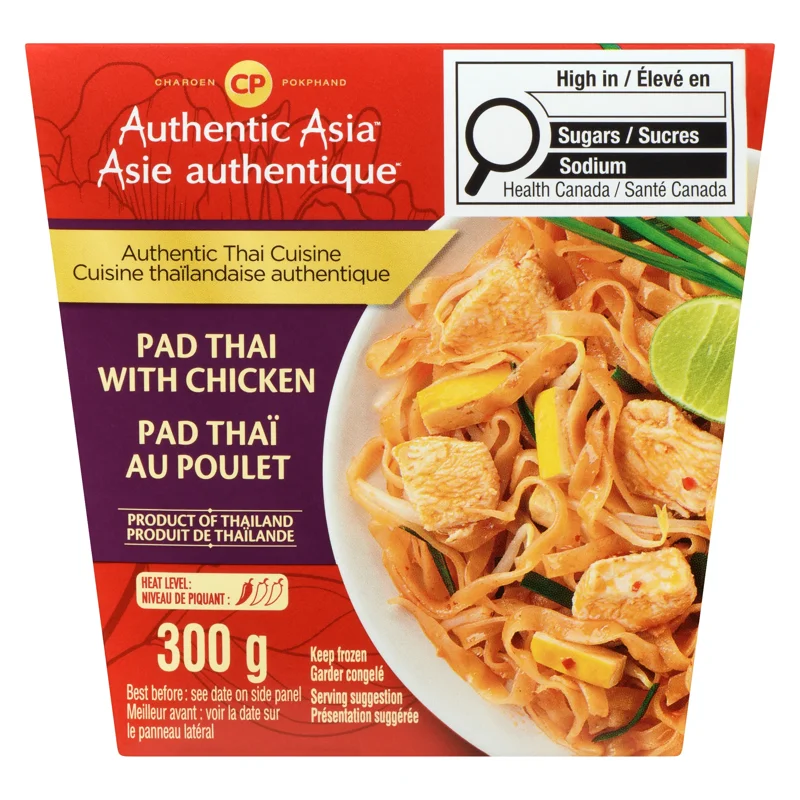 CHAROEN CP POKPHAND
Authentic Asia™
Asie authentique
Authentic Thai Cuisine
Cuisine thaïlandaise authentique
PAD THAI
WITH CHICKEN
PAD THAÏ
AU POULET
PRODUCT OF THAILAND
PRODUIT DE THAÏLANDE
HEAT LEVEL:
NIVEAU DE PIQUANT :
300 g
Best before : see date on side panel
Meilleur avant : voir la date sur
le panneau latéral
Keep frozen
Garder congelé
Serving suggestion
Présentation suggérée
High in / Élevé en
Sugars / Sucres
Sodium
Health Canada / Santé Canada